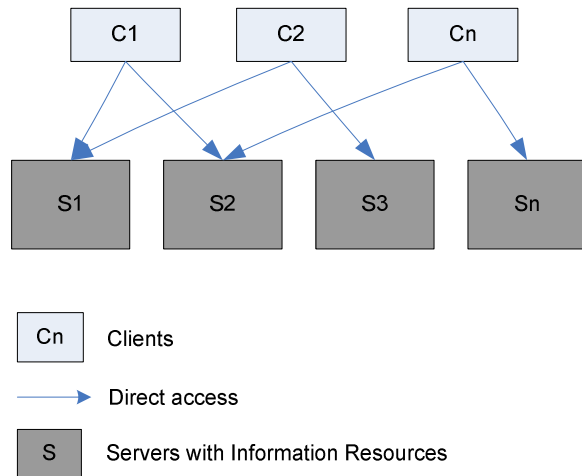 C1 C2 Cn
S1 S2 S3 Sn
Cn Clients
Direct access
S Servers with Information Resources